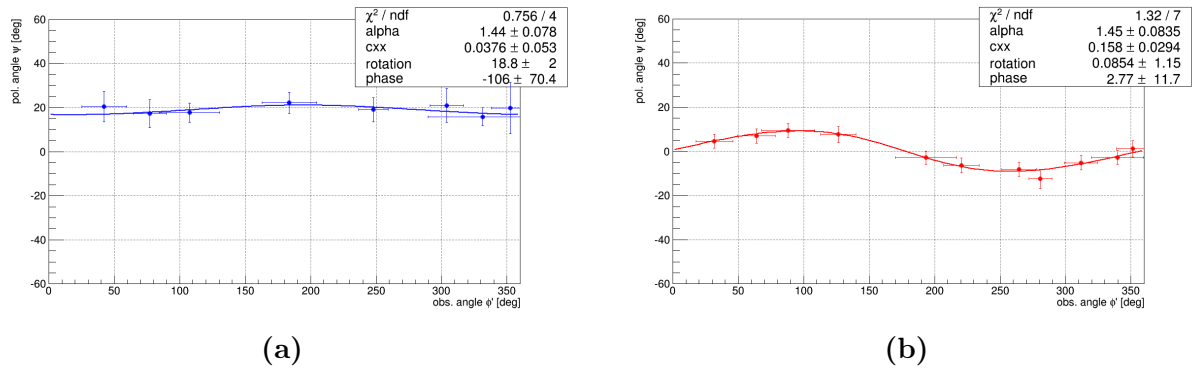 χ² / ndf 0.756 / 4
alpha 1.44 ± 0.078
cxx 0.0376 ± 0.053
rotation 18.8 ± 2
phase -106 ± 70.4
pol. angle ψ [deg]
60
40
20
0
-20
-40
-60
0 50 100 150 200 250 300 350
obs. angle ϕ' [deg]
(a)
χ² / ndf 1.32 / 7
alpha 1.45 ± 0.0835
cxx 0.158 ± 0.0294
rotation 0.0854 ± 1.15
phase 2.77 ± 11.7
pol. angle ψ [deg]
60
40
20
0
-20
-40
-60
0 50 100 150 200 250 300 350
obs. angle ϕ' [deg]
(b)